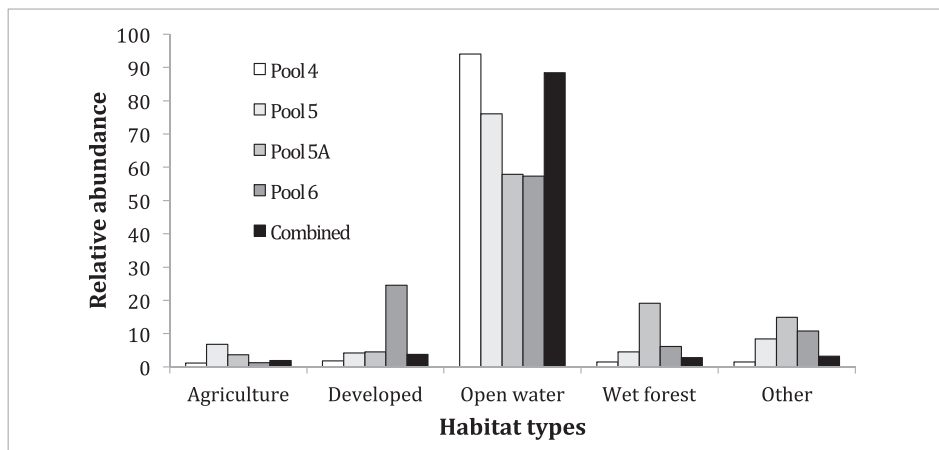 Relative abundance
100
90
80
70
60
50
40
30
20
10
0
Pool 4
Pool 5
Pool 5A
Pool 6
Combined
Agriculture
Developed
Open water
Wet forest
Other
Habitat types